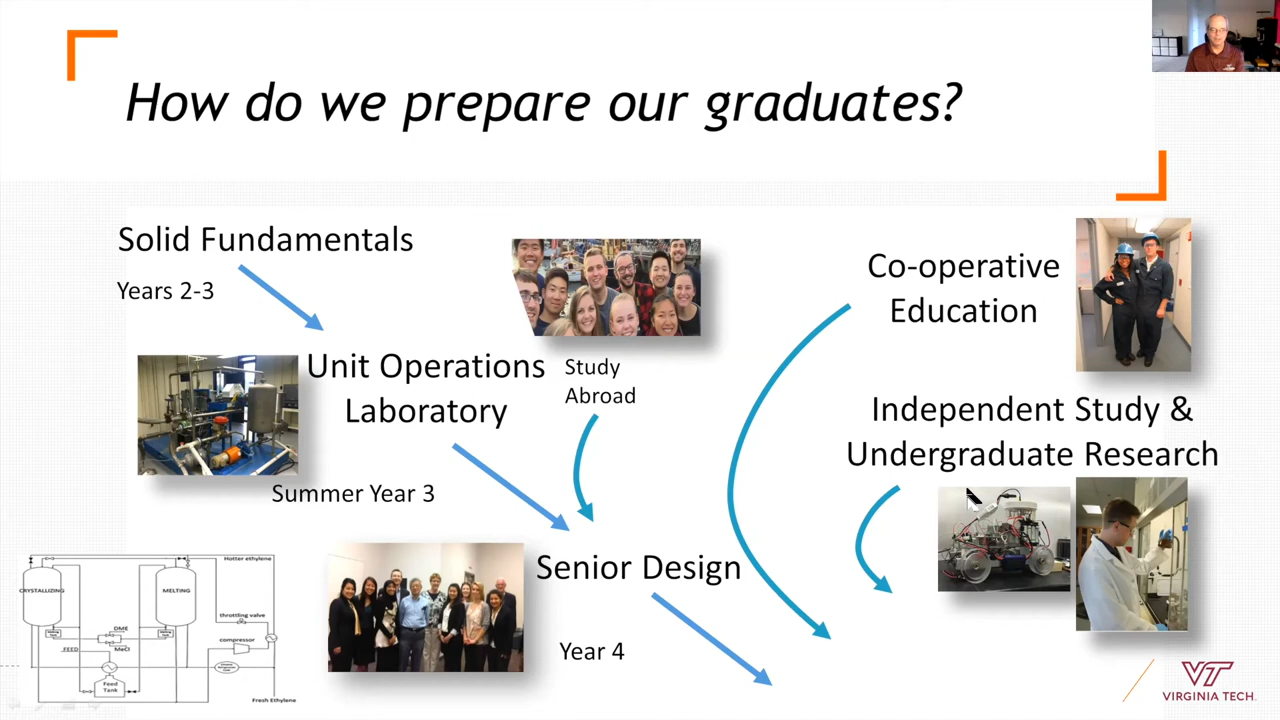 How do we prepare our graduates?
Solid Fundamentals
Years 2-3
Unit Operations
Laboratory
Summer Year 3
Study
Abroad
Senior Design
Year 4
Co-operative
Education
Independent Study &
Undergraduate Research
Hotter ethylene
CRYSTALLIZING
MELTING
throttling valve
DME
compressor
FEED
MeCl
Feed
Tank
Fresh Ethylene
VT
VIRGINIA TECH